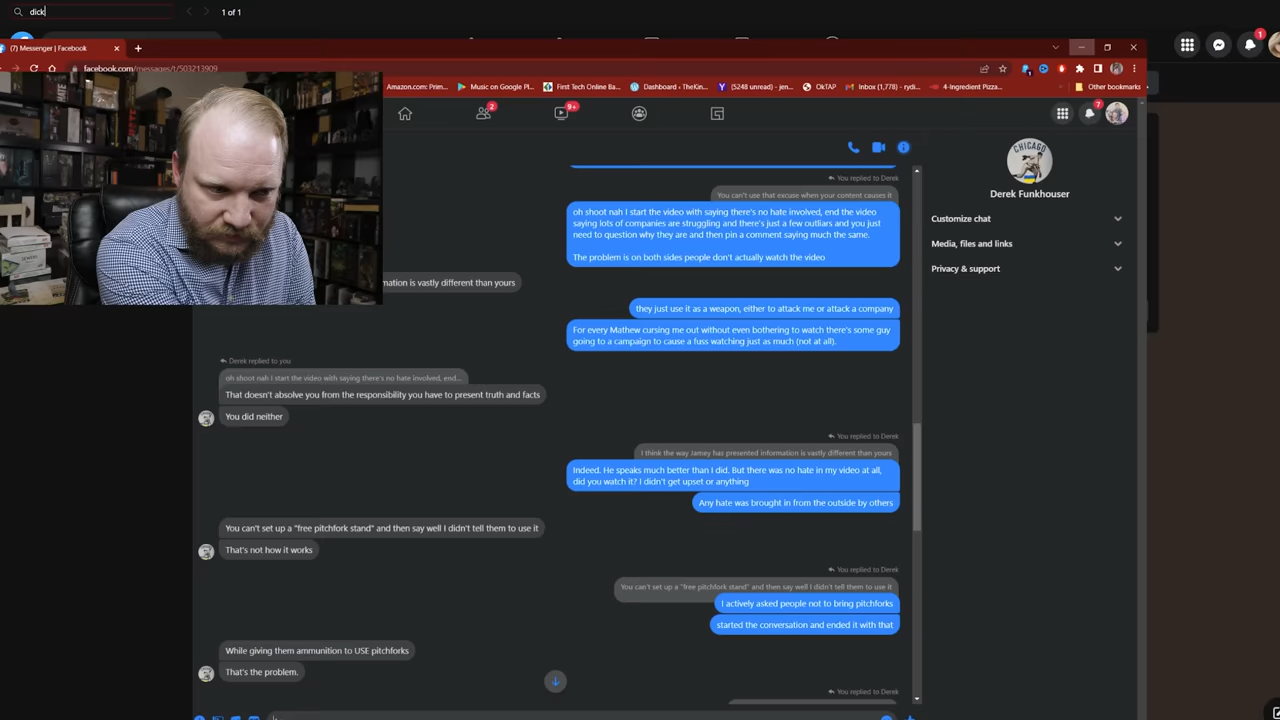 dick
1 of 1
1
(7) Messenger | Facebook
facebook.com/messages/t/503213909
Amazon.com: Prim...
Music on Google Pl...
First Tech Online Ba...
Dashboard ‹ TheKin...
(5248 unread) - jen...
OkTAP
Inbox (1,778) - rydi...
4-Ingredient Pizza...
Other bookmarks
2
9+
7
CHICAGO
Derek Funkhouser
Customize chat
Media, files and links
Privacy & support
You replied to Derek
You can't use that excuse when your content causes it
oh shoot nah I start the video with saying there's no hate involved, end the video
saying lots of companies are struggling and there's just a few outliars and you just
need to question why they are and then pin a comment saying much the same.
The problem is on both sides people don't actually watch the video
mation is vastly different than yours
they just use it as a weapon, either to attack me or attack a company
For every Mathew cursing me out without even bothering to watch there's some guy
going to a campaign to cause a fuss watching just as much (not at all).
Derek replied to you
oh shoot nah I start the video with saying there's no hate involved, end...
That doesn't absolve you from the responsibility you have to present truth and facts
You did neither
You replied to Derek
I think the way Jamey has presented information is vastly different than yours
Indeed. He speaks much better than I did. But there was no hate in my video at all,
did you watch it? I didn't get upset or anything
Any hate was brought in from the outside by others
You can't set up a "free pitchfork stand" and then say well I didn't tell them to use it
That's not how it works
You replied to Derek
You can't set up a "free pitchfork stand" and then say well I didn't tell them to use it
I actively asked people not to bring pitchforks
started the conversation and ended it with that
While giving them ammunition to USE pitchforks
That's the problem.
You replied to Derek